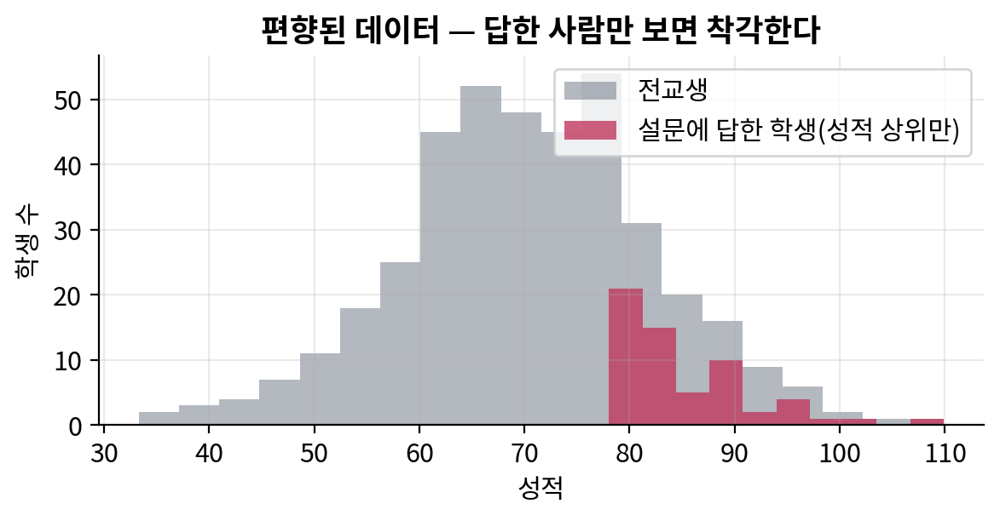 편향된 데이터 — 답한 사람만 보면 착각한다
전교생
설문에 답한 학생(성적 상위만)
학생 수
50
40
30
20
10
0
30 40 50 60 70 80 90 100 110
성적